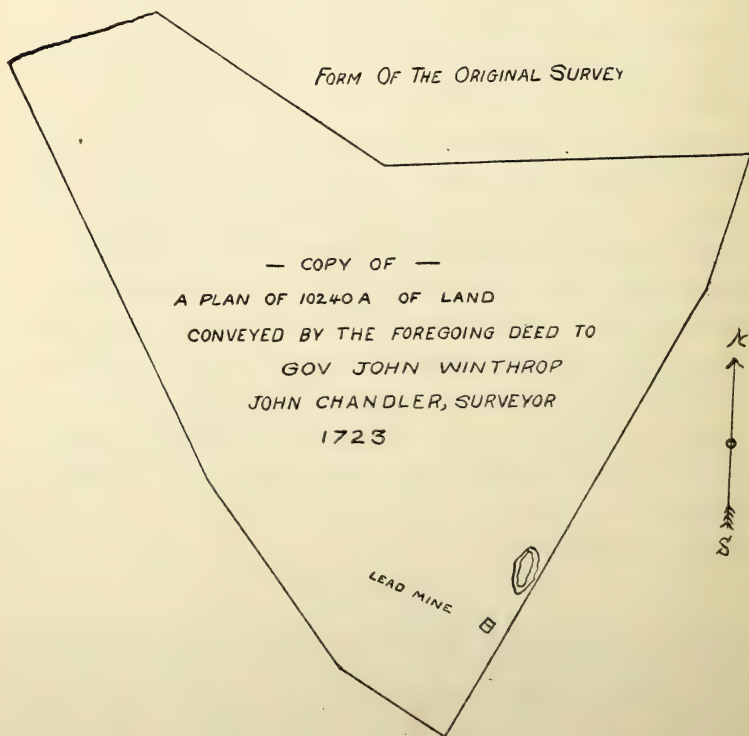 FORM OF THE ORIGINAL SURVEY
— COPY OF —
A PLAN OF 10240 A OF LAND
CONVEYED BY THE FOREGOING DEED TO
GOV JOHN WINTHROP
JOHN CHANDLER, SURVEYOR
1723
N
S
LEAD MINE